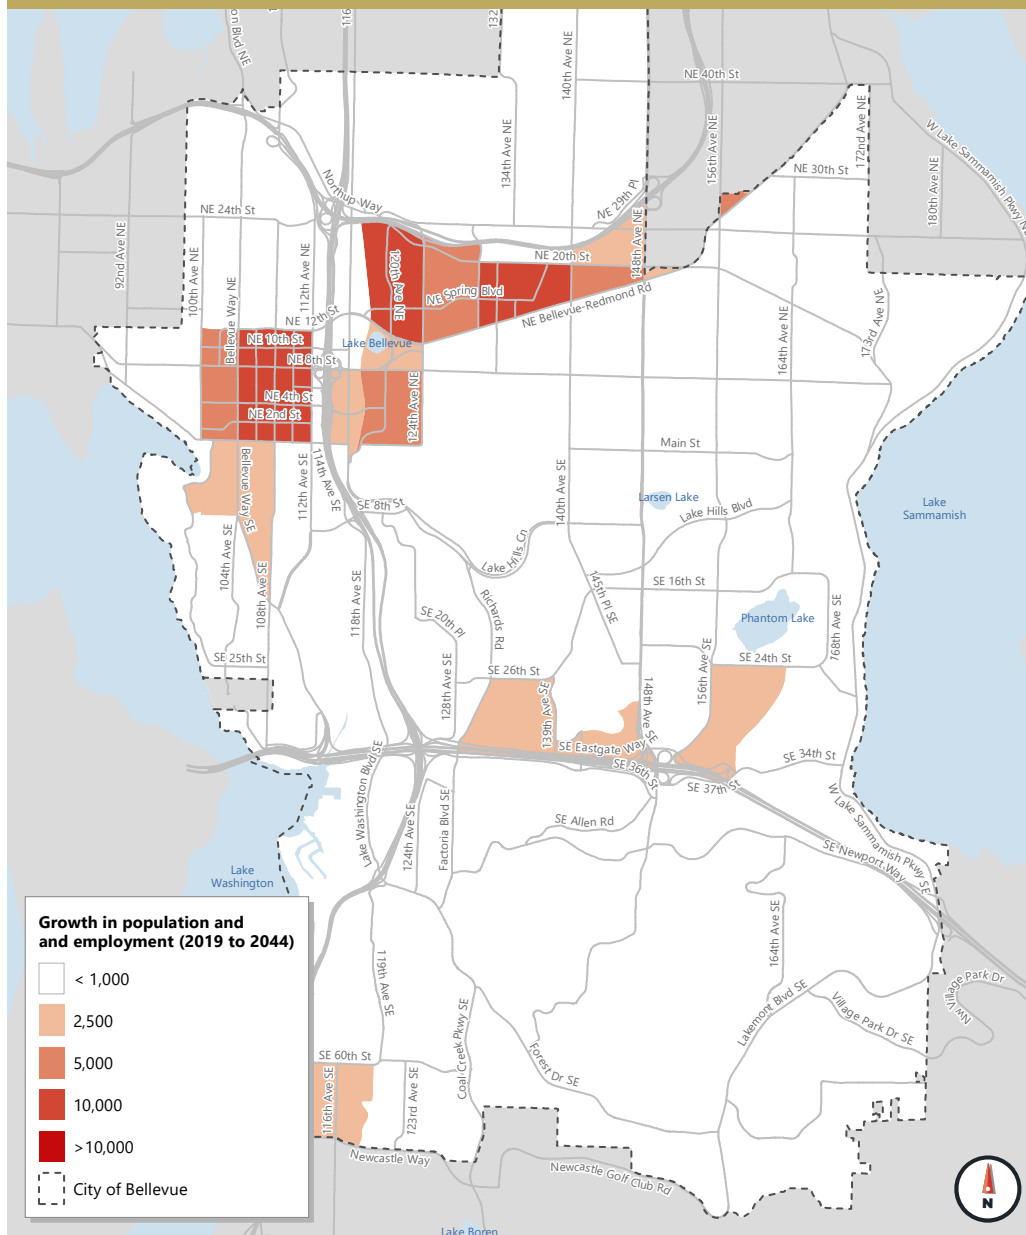 on Blvd NE
116
132
140th Ave NE
NE 40th St
156th Ave NE
172nd Ave NE
W Lake Sammamish Pkwy NE
134th Ave NE
180th Ave NE
NE 30th St
Northup Way
NE 29th Pl
NE 24th St
92nd Ave NE
100th Ave NE
Bellevue Way NE
112th Ave NE
120th Ave NE
NE 20th St
148th Ave NE
NE Spring Blvd
NE Bellevue-Redmond Rd
NE 12th St
NE 10th St
Lake Bellevue
NE 8th St
164th Ave NE
173rd Ave NE
NE 4th St
NE 2nd St
124th Ave NE
Main St
Bellevue Way SE
112th Ave SE
114th Ave SE
140th Ave SE
Larsen Lake
Lake Hills Blvd
Lake
Sammamish
SE 8th St
104th Ave SE
108th Ave SE
118th Ave SE
Lake Hills Cn
145th Pl SE
SE 16th St
Richards Rd
SE 20th Pl
Phantom Lake
168th Ave SE
SE 25th St
128th Ave SE
SE 26th St
139th Ave SE
148th Ave SE
156th Ave SE
SE 24th St
SE Eastgate Way
SE 36th St
SE 37th St
SE 34th St
Lake Washington Blvd SE
124th Ave SE
Factoria Blvd SE
SE Allen Rd
W Lake Sammamish Pkwy SE
SE Newport Way
Lake
Washington
164th Ave SE
119th Ave SE
Coal Creek Pkwy SE
Forest Dr SE
Lakemont Blvd SE
Village Park Dr SE
NW Village Park Dr
SE 60th St
116th Ave SE
123rd Ave SE
Newcastle Way
Newcastle Golf Club Rd
Lake Boren
Growth in population and
and employment (2019 to 2044)
< 1,000
2,500
5,000
10,000
>10,000
City of Bellevue
N